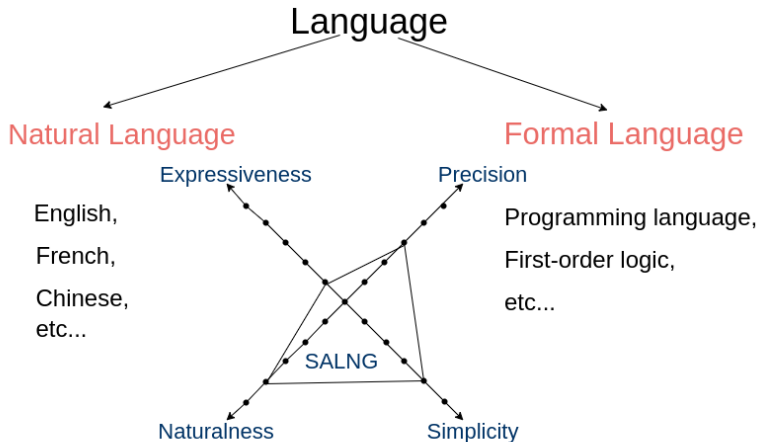 Language
Natural Language
Formal Language
Expressiveness
Precision
English,
French,
Chinese,
etc...
Programming language,
First-order logic,
etc...
SALNG
Naturalness
Simplicity